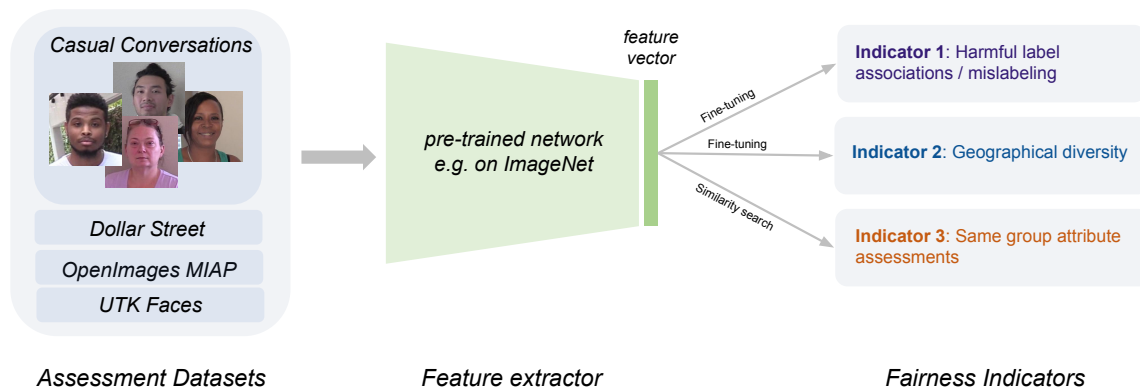 Casual Conversations
Dollar Street
OpenImages MIAP
UTK Faces
Assessment Datasets
pre-trained network
e.g. on ImageNet
Feature extractor
feature
vector
Fine-tuning
Fine-tuning
Similarity search
Indicator 1: Harmful label
associations / mislabeling
Indicator 2: Geographical diversity
Indicator 3: Same group attribute
assessments
Fairness Indicators